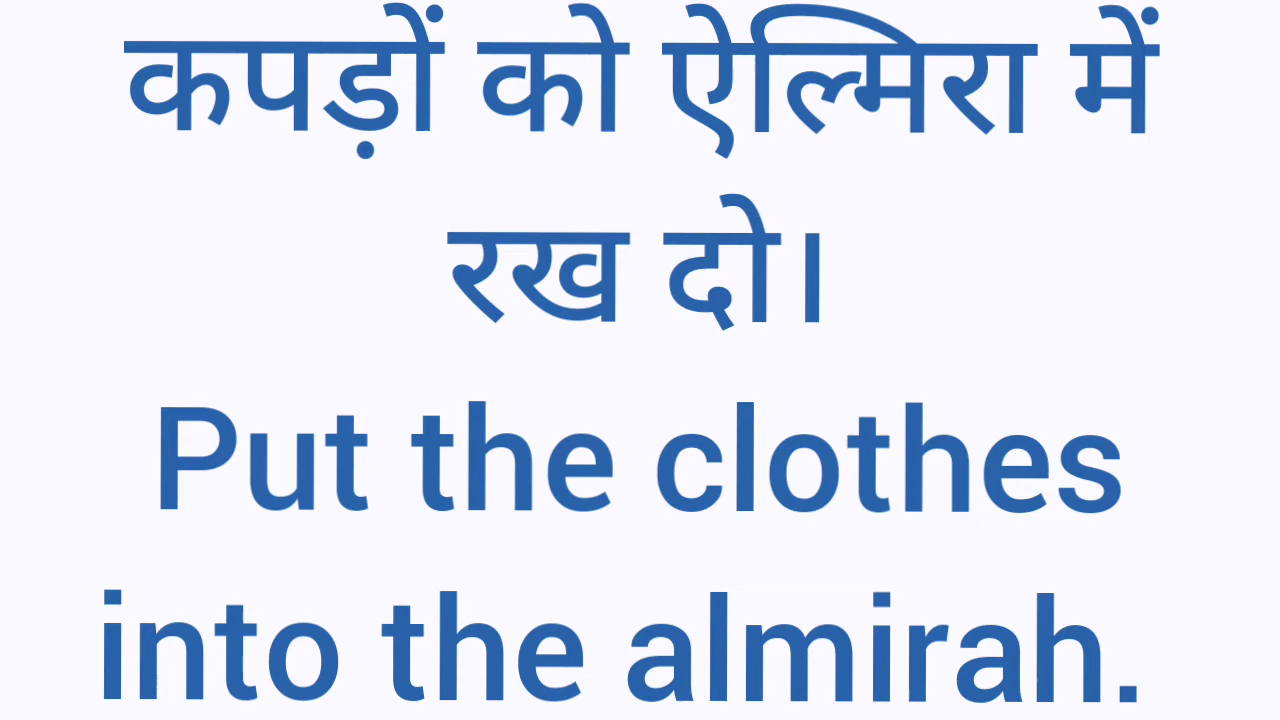 कपड़ों को ऐल्मिरा में
रख दो।
Put the clothes
into the almirah.